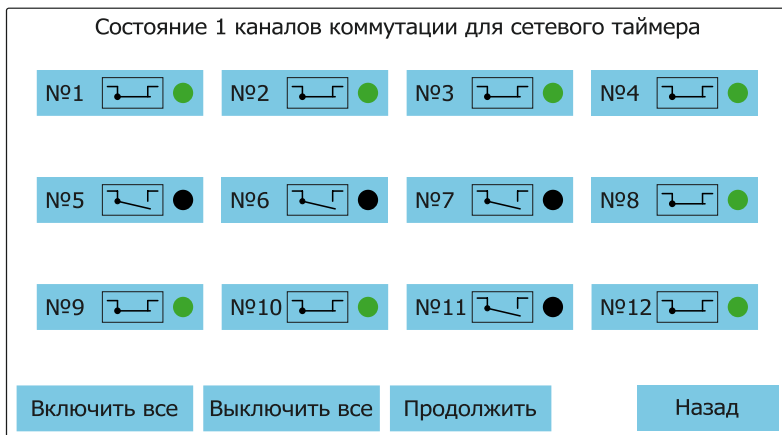 Состояние 1 каналов коммутации для сетевого таймера
№1 №2 №3 №4
№5 №6 №7 №8
№9 №10 №11 №12
Включить все Выключить все Продолжить Назад